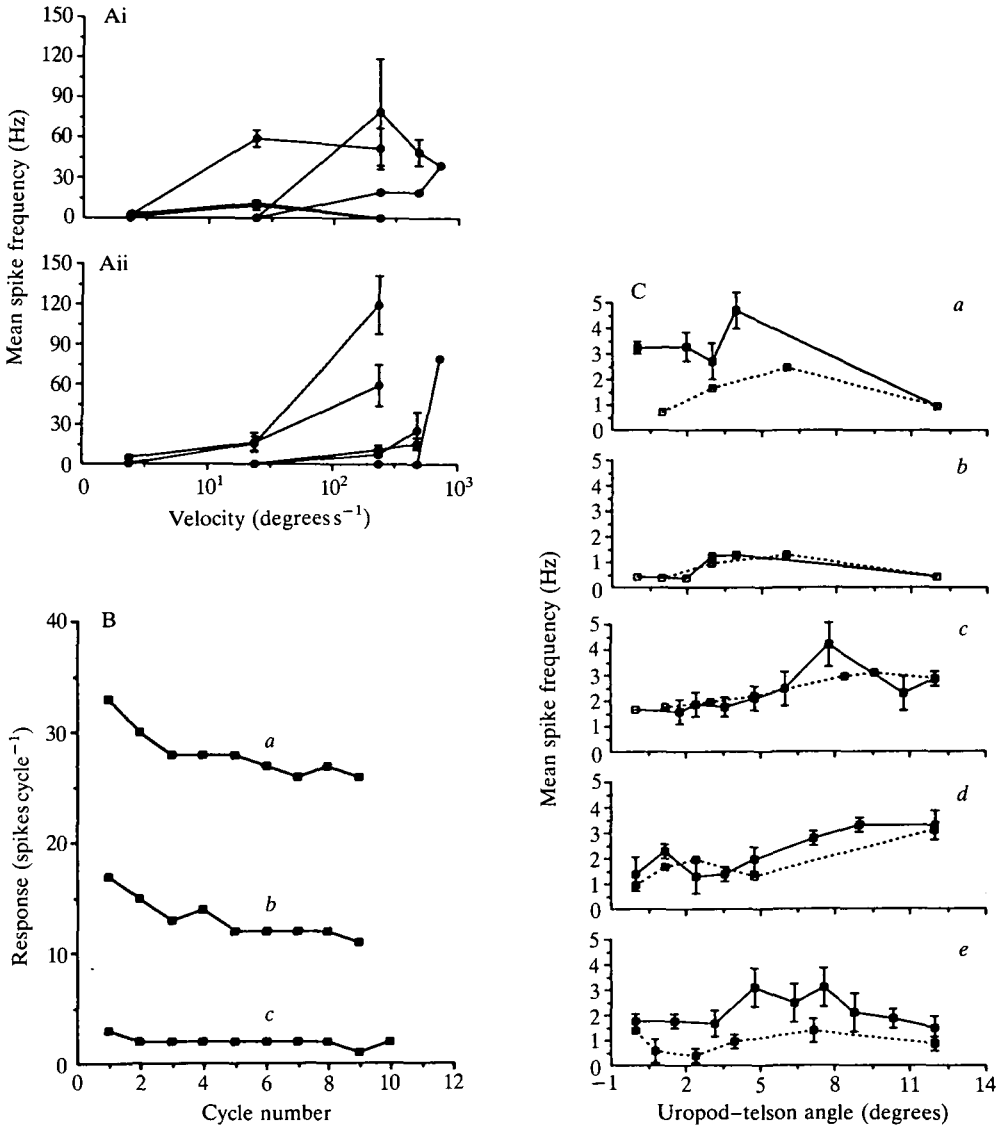 Ai
150
120
90
60
30
0
Mean spike frequency (Hz)
Aii
150
120
90
60
30
0
0 10¹ 10² 10³
Velocity (degrees s⁻¹)
B
40
30
20
10
0
a
b
c
Response (spikes cycle⁻¹)
0 2 4 6 8 10 12
Cycle number
C
a
5
4
3
2
1
0
b
5
4
3
2
1
0
Mean spike frequency (Hz)
c
5
4
3
2
1
0
d
5
4
3
2
1
0
e
5
4
3
2
1
0
−1 2 5 8 11 14
Uropod–telson angle (degrees)